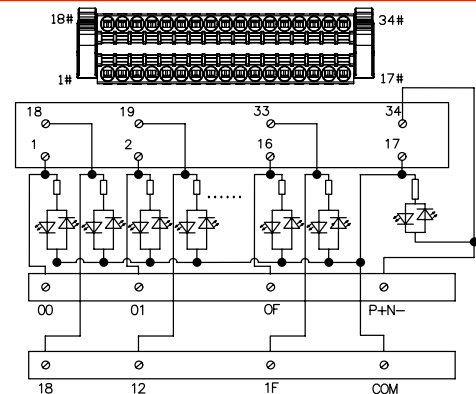 18# 34#
1# 17#
18 19 33 34
1 2 16 17
......
00 01 0F P+N-
18 12 1F COM